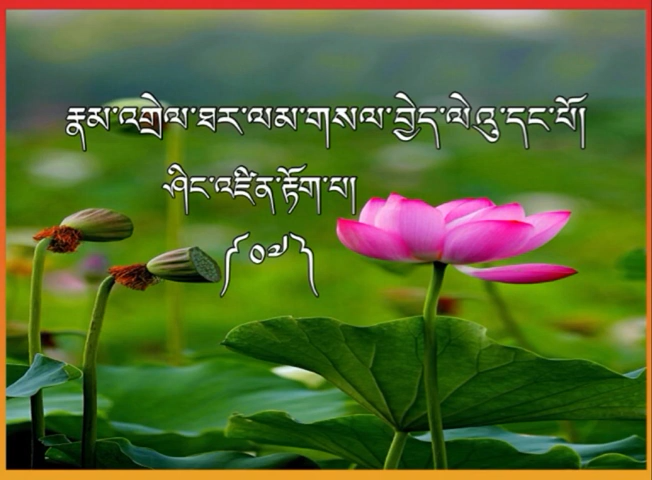 རྣམ་འགྲེལ་ཐར་ལམ་གསལ་བྱེད་ལེའུ་དང་པོ།
ཤིང་འཛིན་རྟོག་པ།
༼༠༧༽